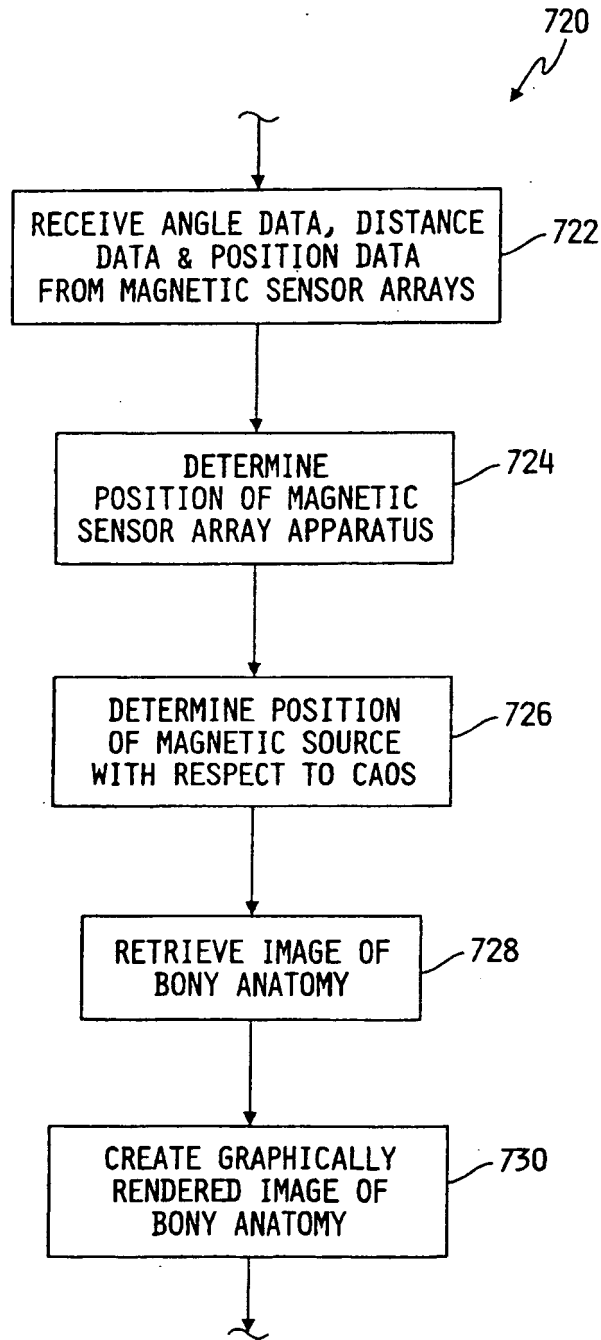 720
RECEIVE ANGLE DATA, DISTANCE
DATA & POSITION DATA
FROM MAGNETIC SENSOR ARRAYS
722
DETERMINE
POSITION OF MAGNETIC
SENSOR ARRAY APPARATUS
724
DETERMINE POSITION
OF MAGNETIC SOURCE
WITH RESPECT TO CAOS
726
RETRIEVE IMAGE OF
BONY ANATOMY
728
CREATE GRAPHICALLY
RENDERED IMAGE OF
BONY ANATOMY
730